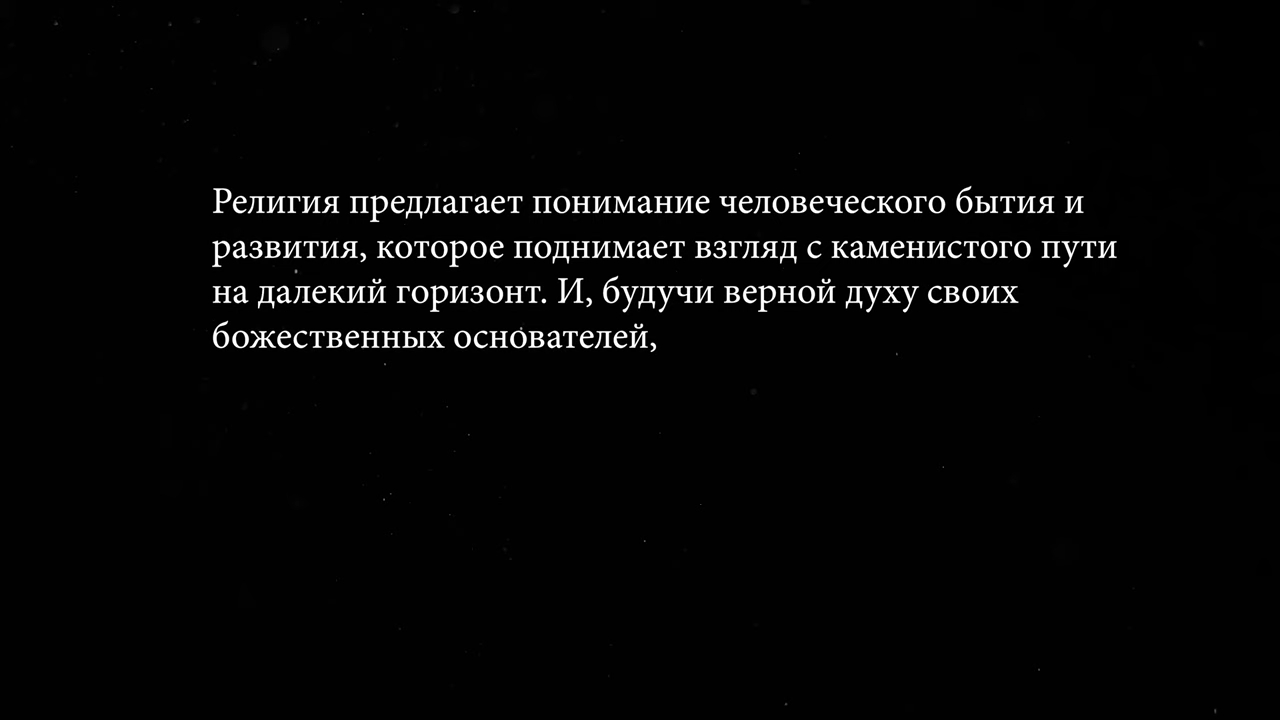 Религия предлагает понимание человеческого бытия и
развития, которое поднимает взгляд с каменистого пути
на далекий горизонт. И, будучи верной духу своих
божественных основателей,